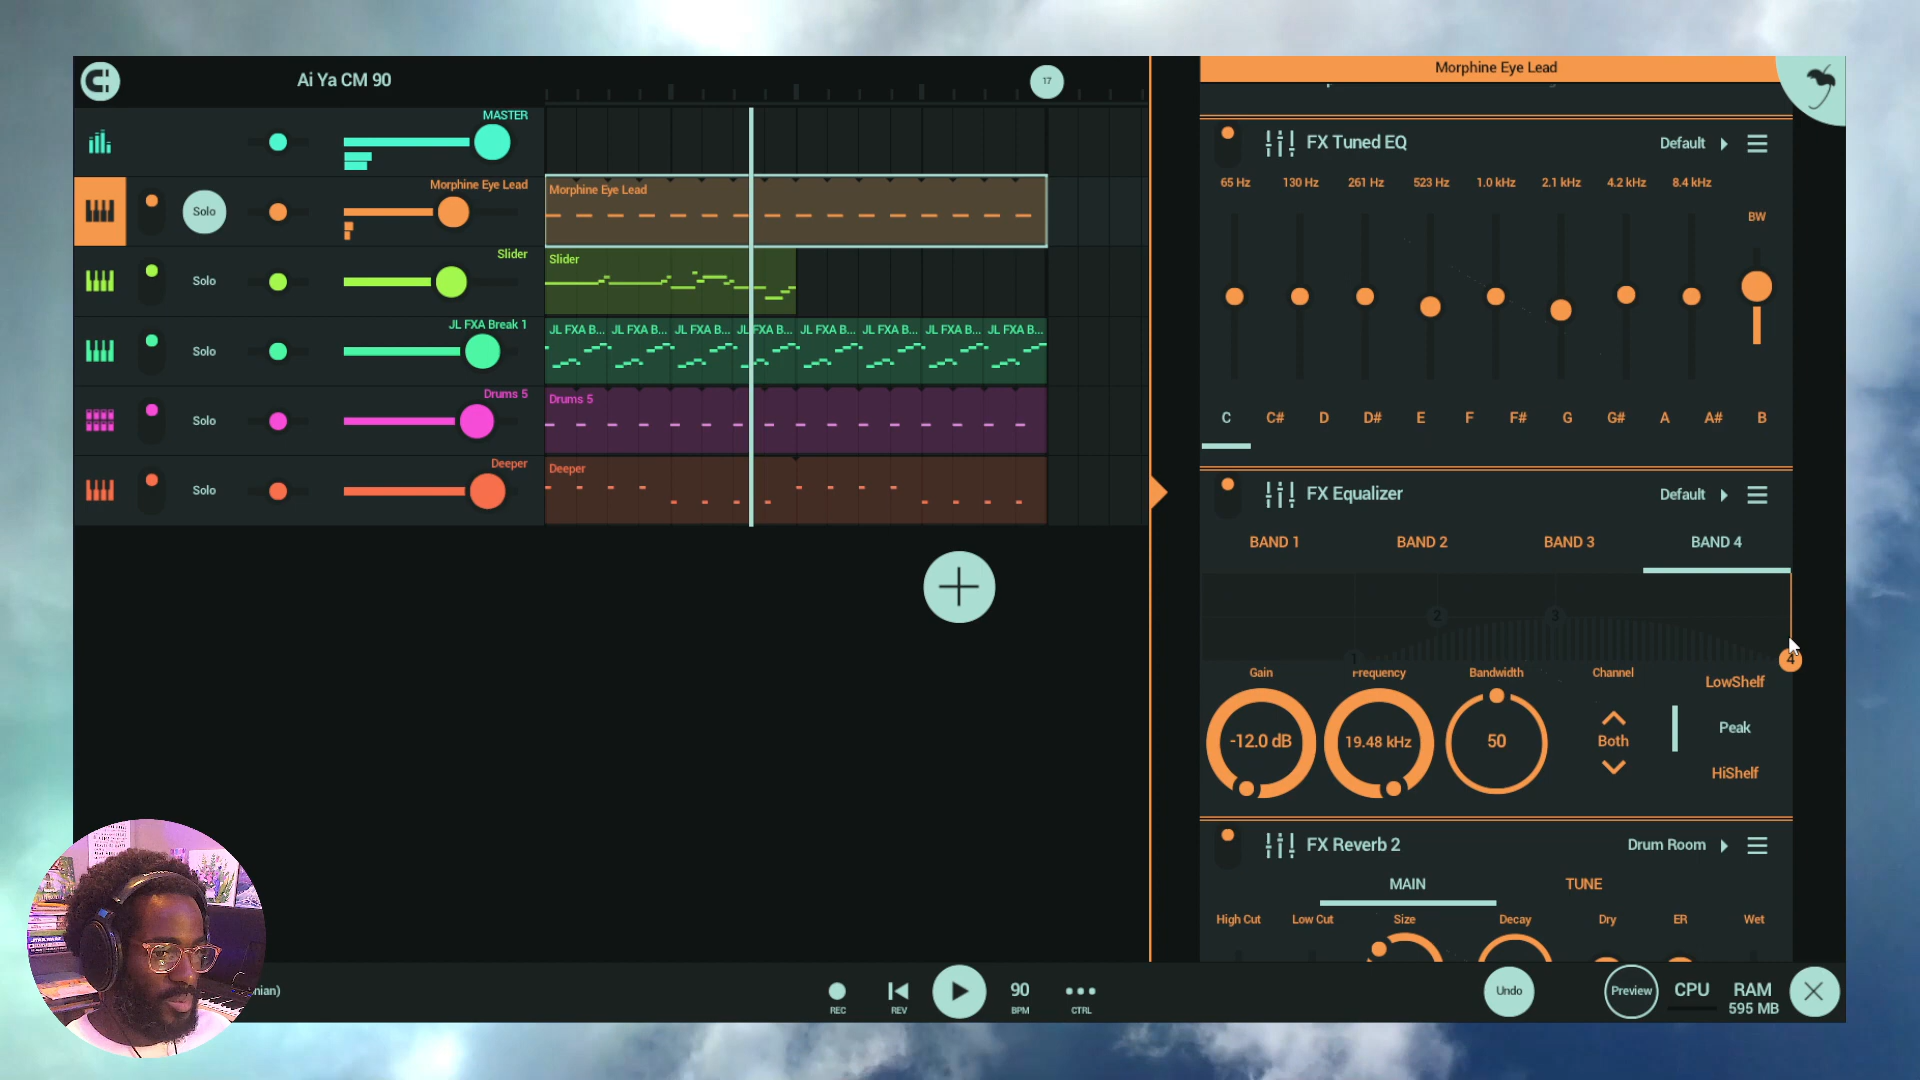 Ai Ya CM 90
17
MASTER
Morphine Eye Lead
Solo
Slider
Solo
JL FXA Break 1
Solo
Drums 5
Solo
Deeper
Solo
Morphine Eye Lead
Slider
JL FXA B... JL FXA B... JL FXA B... JL FXA B... JL FXA B... JL FXA B... JL FXA B... JL FXA B...
Drums 5
Deeper
Morphine Eye Lead
FX Tuned EQ
Default
65 Hz 130 Hz 261 Hz 523 Hz 1.0 kHz 2.1 kHz 4.2 kHz 8.4 kHz
BW
C C# D D# E F F# G G# A A# B
FX Equalizer
Default
BAND 1 BAND 2 BAND 3 BAND 4
1 2 3 4
Gain Frequency Bandwidth Channel
-12.0 dB 19.48 kHz 50 Both
LowShelf
Peak
HiShelf
FX Reverb 2
Drum Room
MAIN TUNE
High Cut Low Cut Size Decay Dry ER Wet
nian)
REC
REV
90
BPM
CTRL
Undo
Preview
CPU
RAM
595 MB